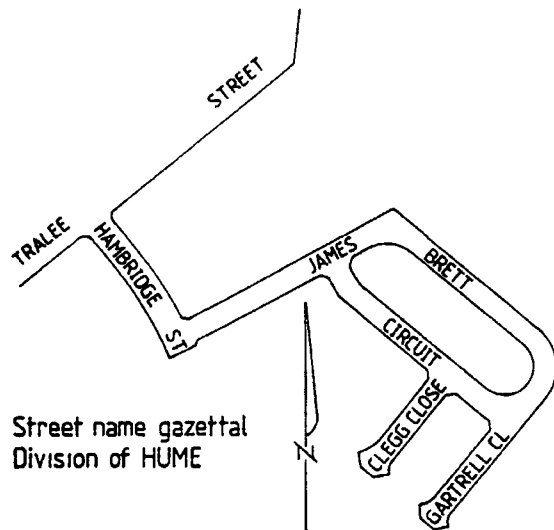 STREET
TRALEE
HAMBRIDGE
ST
JAMES
BRETT
CIRCUIT
CLEGG CLOSE
GARTRELL CL
N
Street name gazettal
Division of HUME